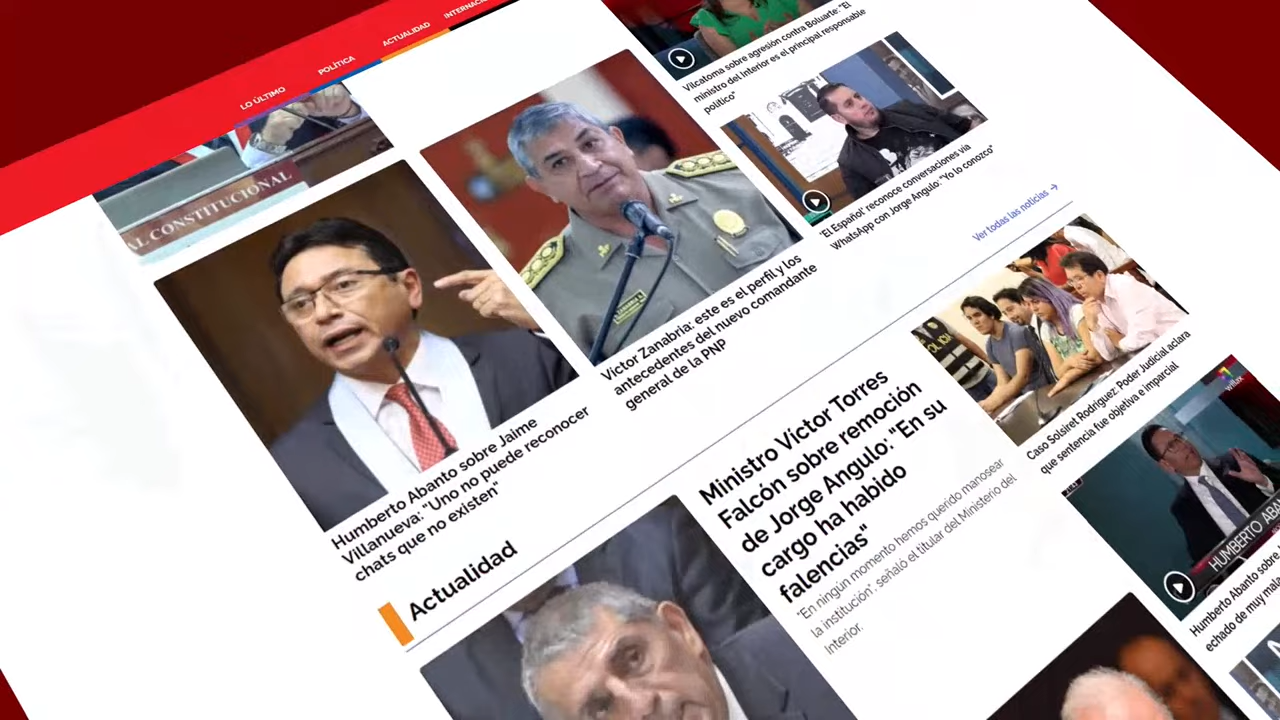 LO ÚLTIMO
POLÍTICA
ACTUALIDAD
AL CONSTITUCIONAL
Humberto Abanto sobre Jaime
Villanueva: "Uno no puede reconocer
chats que no existen"
Víctor Zanabria: este es el perfil y los
antecedentes del nuevo comandante
general de la PNP
Vilcatoma sobre agresión contra Boluarte: "El
ministro del Interior es el principal responsable
político"
'El Español' reconoce conversaciones vía
WhatsApp con Jorge Angulo: "Yo lo conozco"
Ver todas las noticias →
Actualidad
Ministro Víctor Torres
Falcón sobre remoción
de Jorge Angulo: "En su
cargo ha habido
falencias"
"En ningún momento hemos querido manosear
la institución", señaló el titular del Ministerio del
Interior.
Caso Solsiret Rodríguez: Poder Judicial aclara
que sentencia fue objetiva e imparcial
willax
HUMBERTO ABAN
Humberto Abanto sobre
echado de muy mala